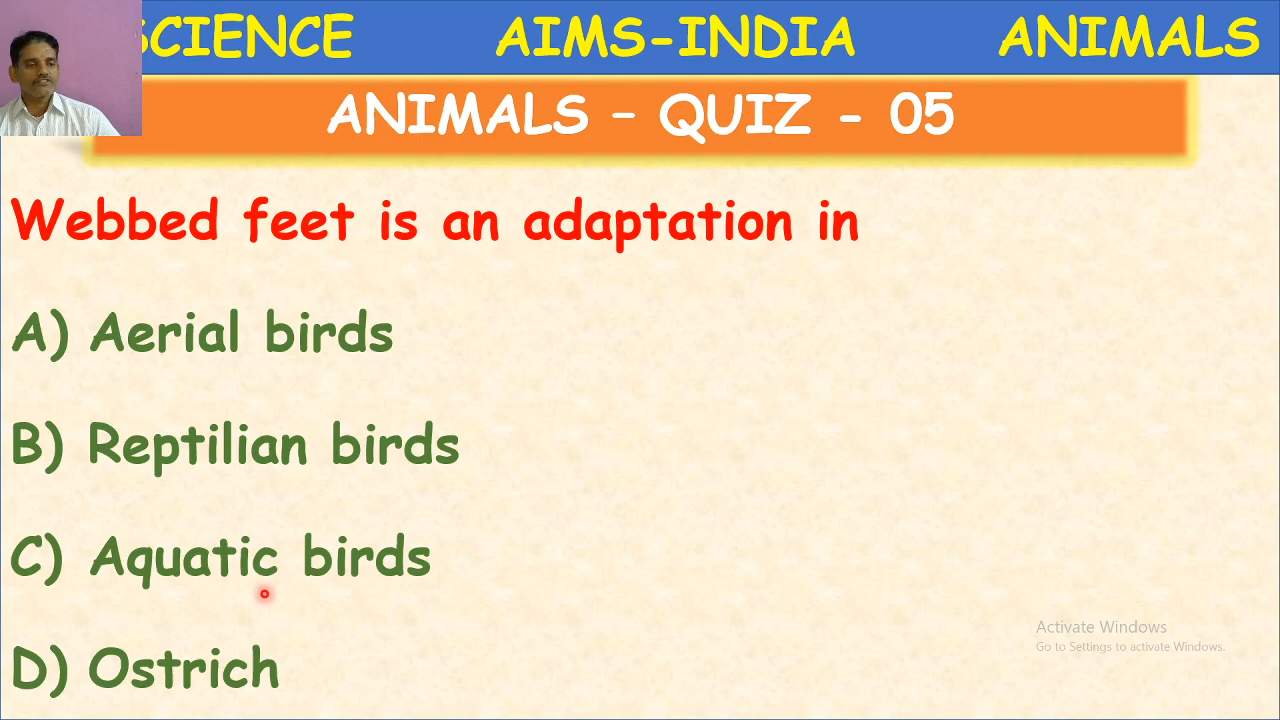 SCIENCE AIMS-INDIA ANIMALS
ANIMALS – QUIZ - 05
Webbed feet is an adaptation in
A) Aerial birds
B) Reptilian birds
C) Aquatic birds
D) Ostrich
Activate Windows
Go to Settings to activate Windows.